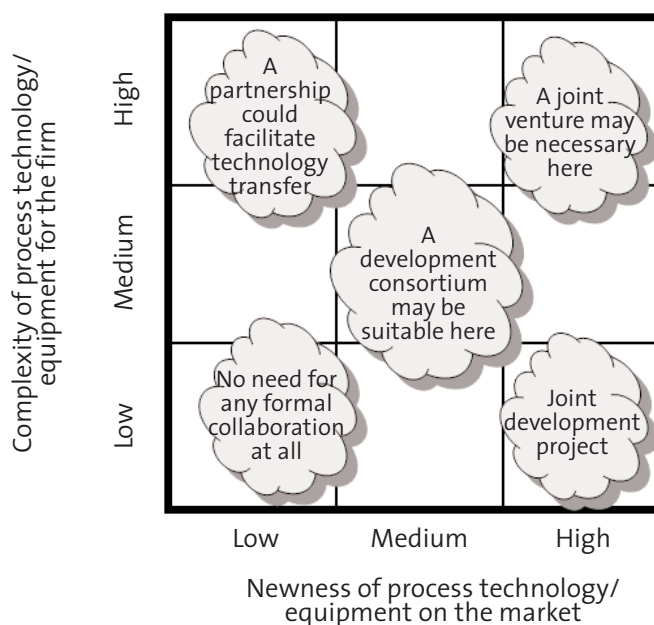 Complexity of process technology/
equipment for the firm
High
Medium
Low
A
partnership
could
facilitate
technology
transfer
A joint
venture may
be necessary
here
A
development
consortium
may be
suitable here
No need for
any formal
collaboration
at all
Joint
development
project
Low
Medium
High
Newness of process technology/
equipment on the market